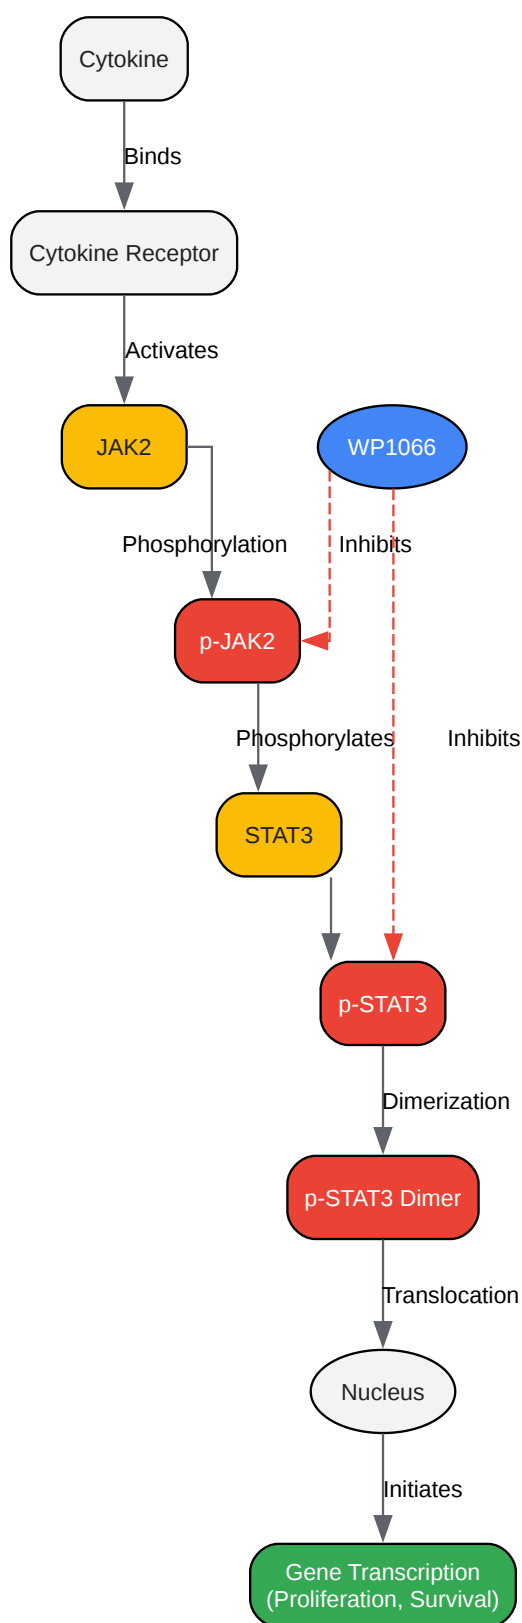 Cytokine
Binds
Cytokine Receptor
Activates
JAK2
WP1066
Phosphorylation
Inhibits
p-JAK2
Phosphorylates
Inhibits
STAT3
p-STAT3
Dimerization
p-STAT3 Dimer
Translocation
Nucleus
Initiates
Gene Transcription
(Proliferation, Survival)